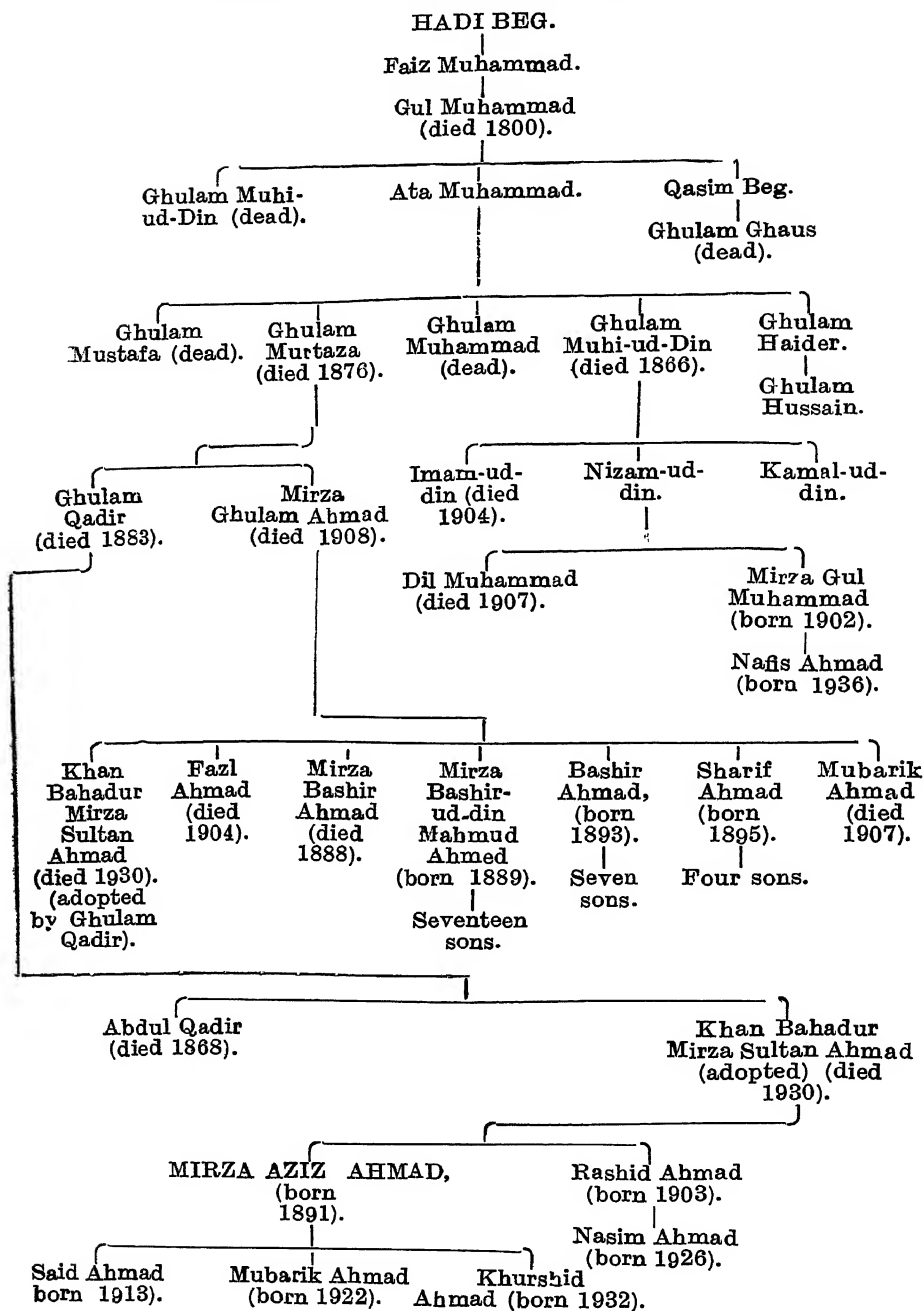 HADI BEG.
Faiz Muhammad.
Gul Muhammad
(died 1800).
Ghulam Muhi-
ud-Din (dead).
Ata Muhammad.
Qasim Beg.
Ghulam Ghaus
(dead).
Ghulam
Mustafa (dead).
Ghulam
Murtaza
(died 1876).
Ghulam
Muhammad
(dead).
Ghulam
Muhi-ud-Din
(died 1866).
Ghulam
Haider.
Ghulam
Hussain.
Ghulam
Qadir
(died 1883).
Mirza
Ghulam Ahmad
(died 1908).
Imam-ud-
din (died
1904).
Nizam-ud-
din.
Kamal-ud-
din.
Dil Muhammad
(died 1907).
Mirza Gul
Muhammad
(born 1902).
Nafis Ahmad
(born 1936).
Khan
Bahadur
Mirza
Sultan
Ahmad
(died 1930).
(adopted
by Ghulam
Qadir).
Fazl
Ahmad
(died
1904).
Mirza
Bashir
Ahmad
(died
1888).
Mirza
Bashir-
ud-din
Mahmud
Ahmed
(born 1889).
Seventeen
sons.
Bashir
Ahmad,
(born
1893).
Seven
sons.
Sharif
Ahmad
(born
1895).
Four sons.
Mubarik
Ahmad
(died
1907).
Abdul Qadir
(died 1868).
Khan Bahadur
Mirza Sultan Ahmad
(adopted) (died
1930).
MIRZA AZIZ AHMAD,
(born
1891).
Rashid Ahmad
(born 1903).
Nasim Ahmad
(born 1926).
Said Ahmad
born 1913).
Mubarik Ahmad
(born 1922).
Khurshid
Ahmad (born 1932).